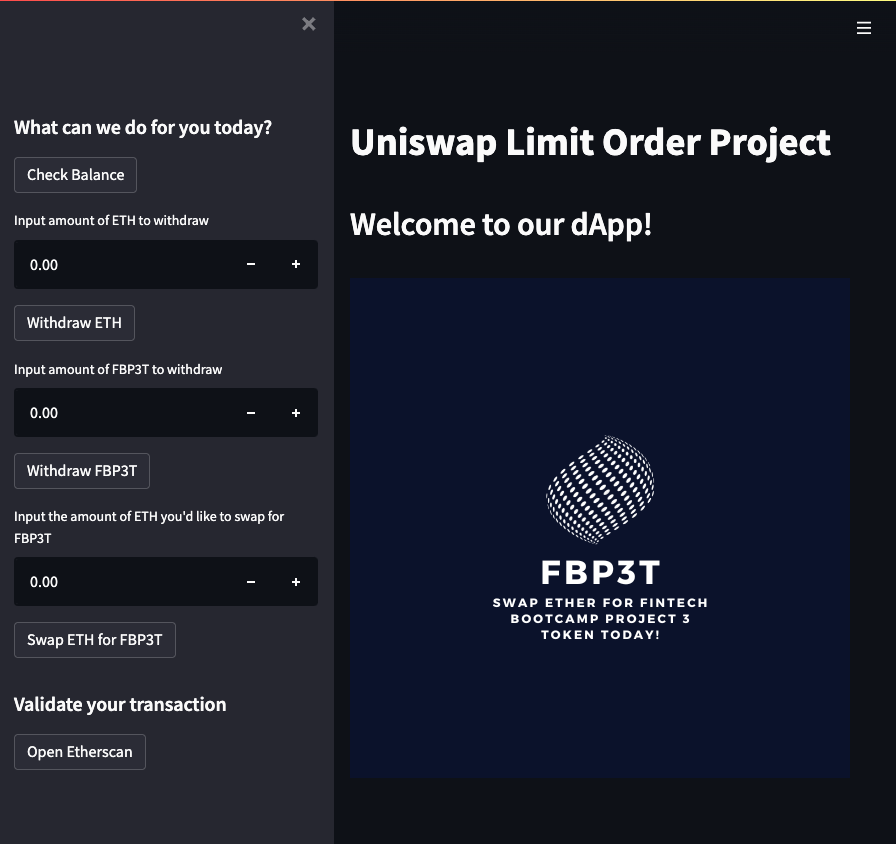 What can we do for you today?
Check Balance
Input amount of ETH to withdraw
0.00
Withdraw ETH
Input amount of FBP3T to withdraw
0.00
Withdraw FBP3T
Input the amount of ETH you'd like to swap for
FBP3T
0.00
Swap ETH for FBP3T
Validate your transaction
Open Etherscan
Uniswap Limit Order Project
Welcome to our dApp!
FBP3T
SWAP ETHER FOR FINTECH
BOOTCAMP PROJECT 3
TOKEN TODAY!